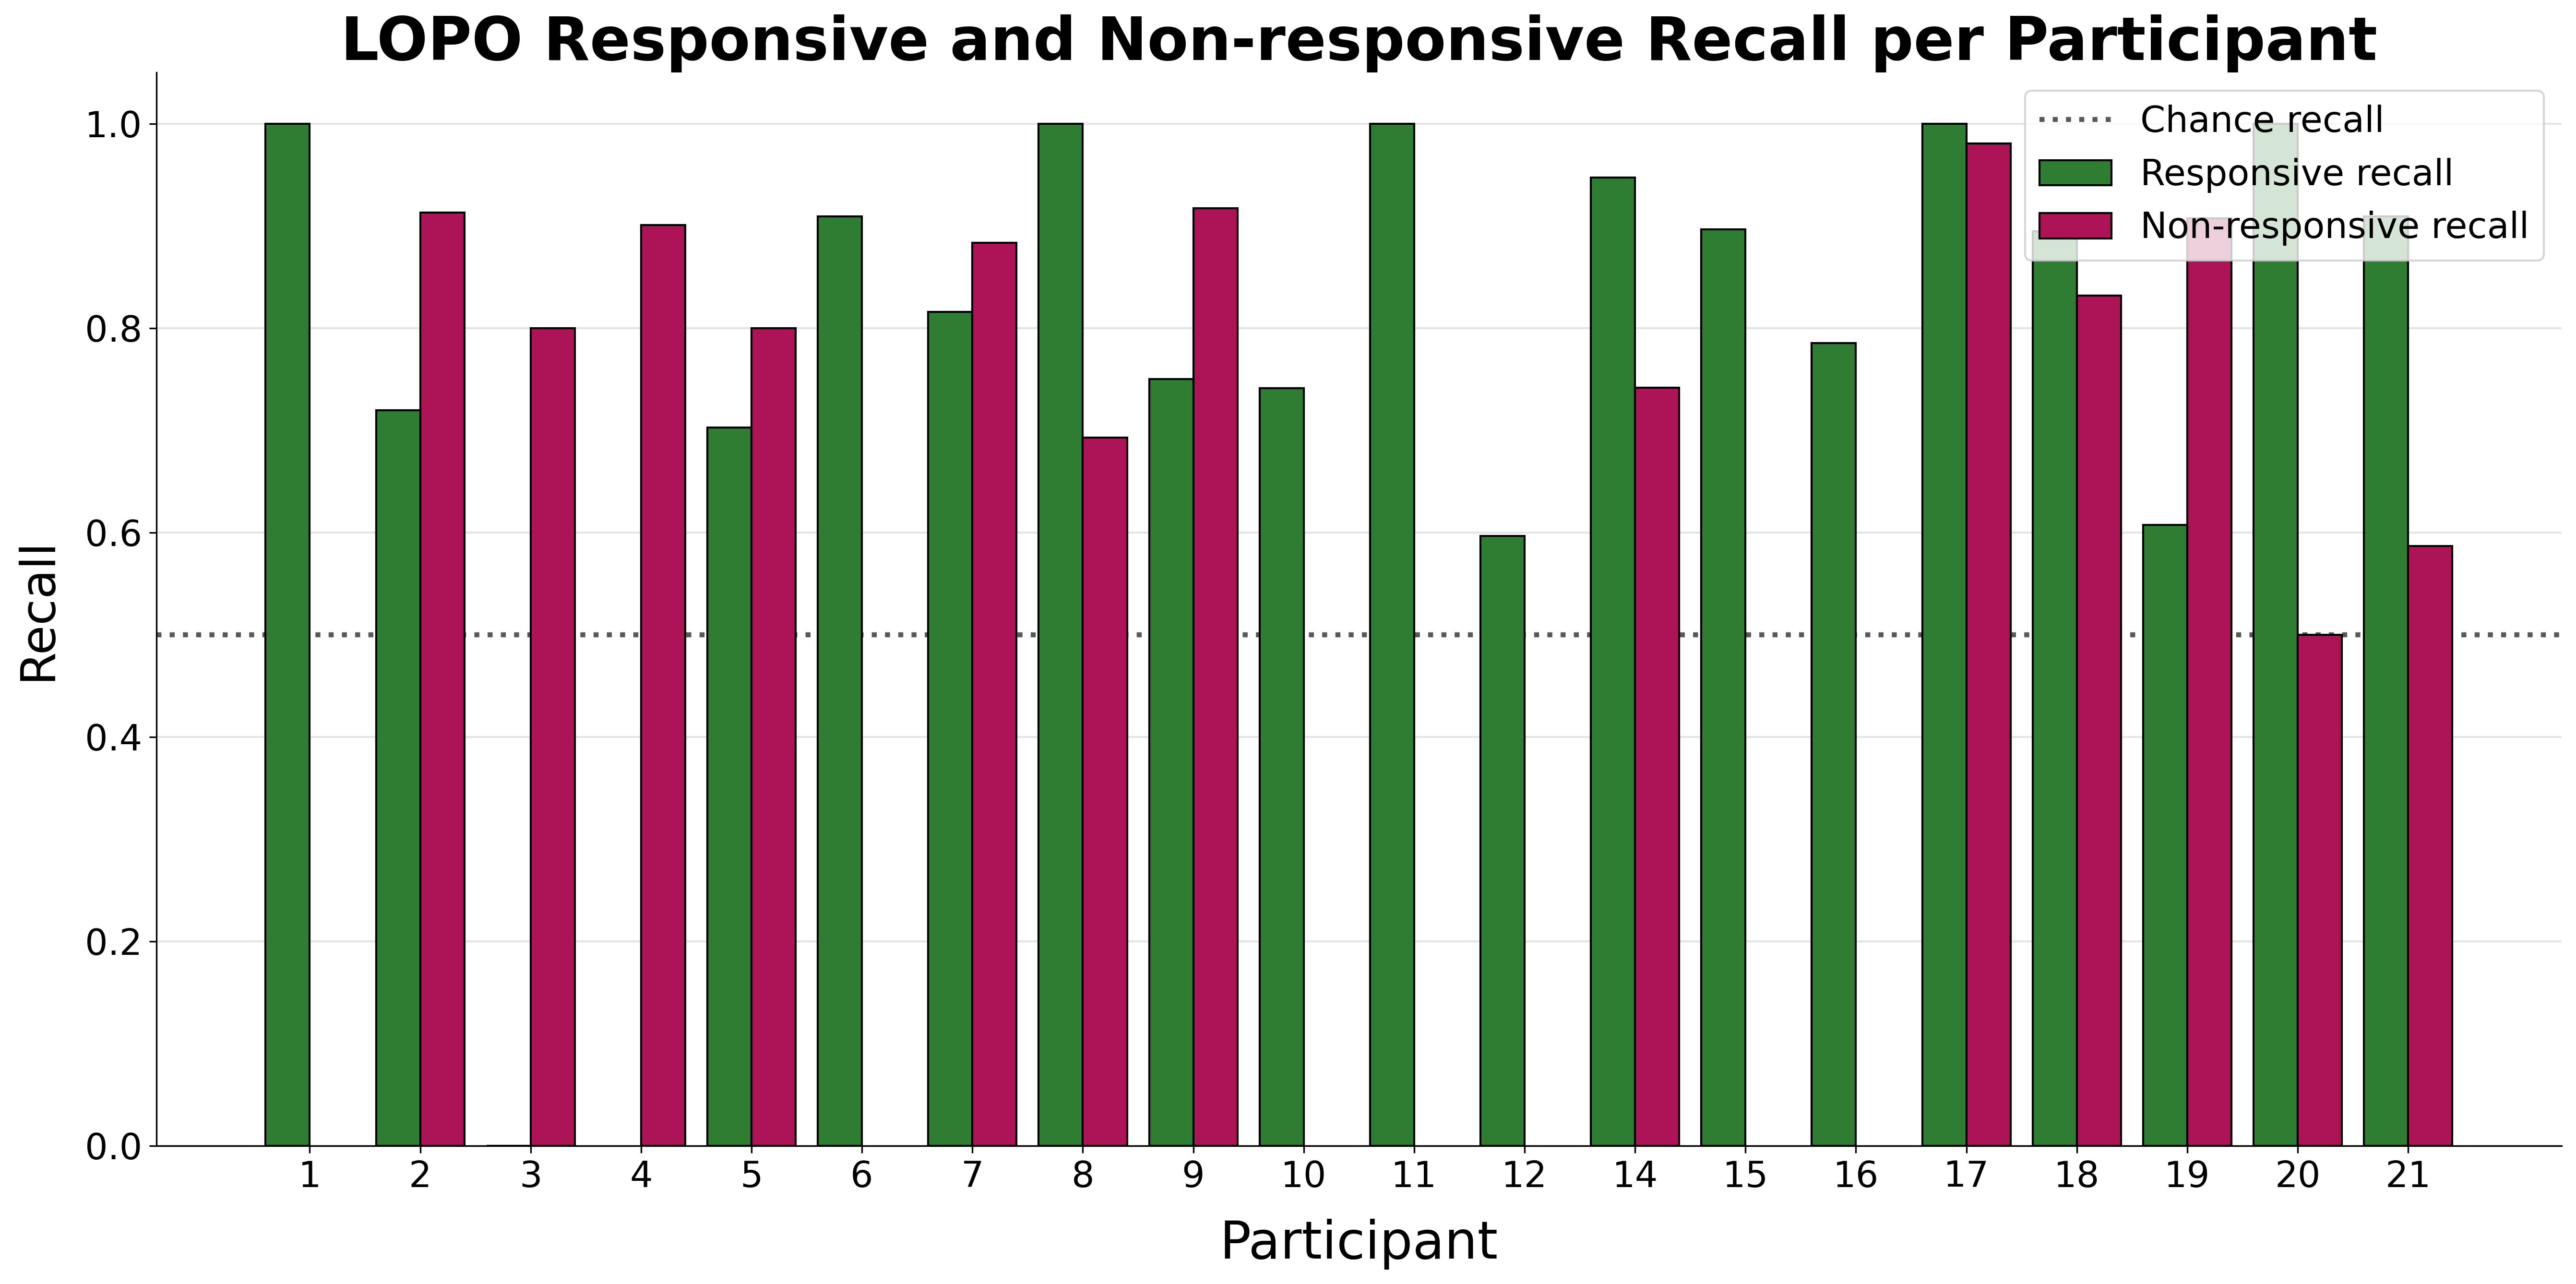 LOPO Responsive and Non-responsive Recall per Participant
Chance recall
Responsive recall
Non-responsive recall
1.0
0.8
0.6
0.4
0.2
0.0
Recall
1 2 3 4 5 6 7 8 9 10 11 12 14 15 16 17 18 19 20 21
Participant